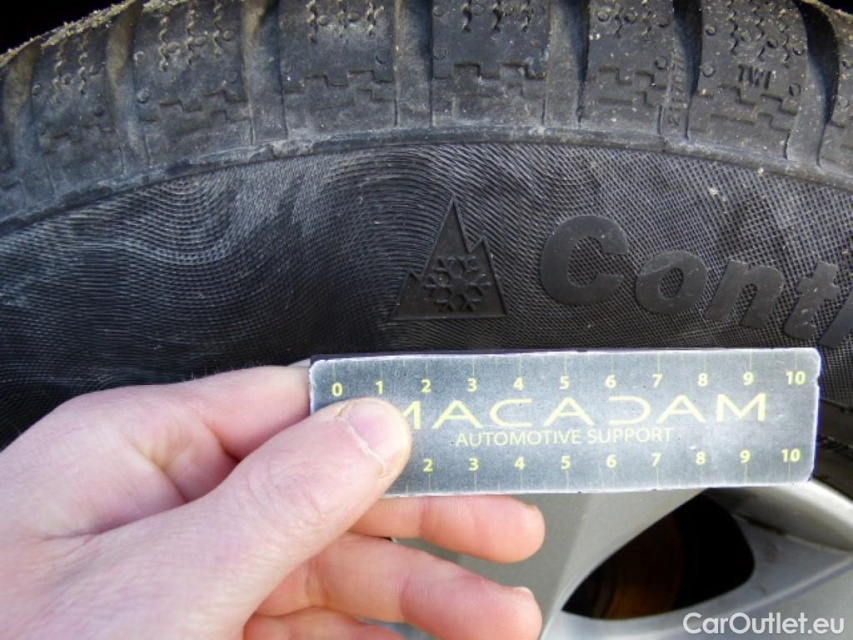 TWI
Conti
0 1 2 3 4 5 6 7 8 9 10
MACADAM
AUTOMOTIVE SUPPORT
2 3 4 5 6 7 8 9 10
CarOutlet.eu